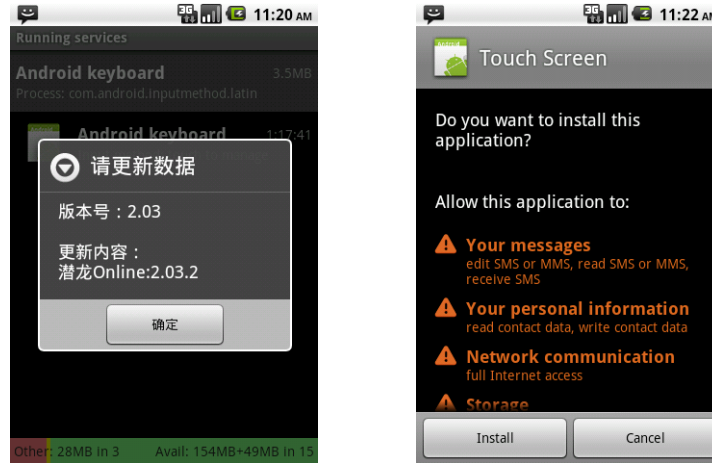 3G
11:20 AM
Running services
Android keyboard
3.5MB
Process: com.android.inputmethod.latin
Android keyboard
1:17:41
请更新数据
版本号：2.03
更新内容：
潜龙Online:2.03.2
确定
Other: 28MB in 3
Avail: 154MB+49MB in 15
3G
11:22 AM
Android
Touch Screen
Do you want to install this
application?
Allow this application to:
Your messages
edit SMS or MMS, read SMS or MMS,
receive SMS
Your personal information
read contact data, write contact data
Network communication
full Internet access
Storage
Install
Cancel